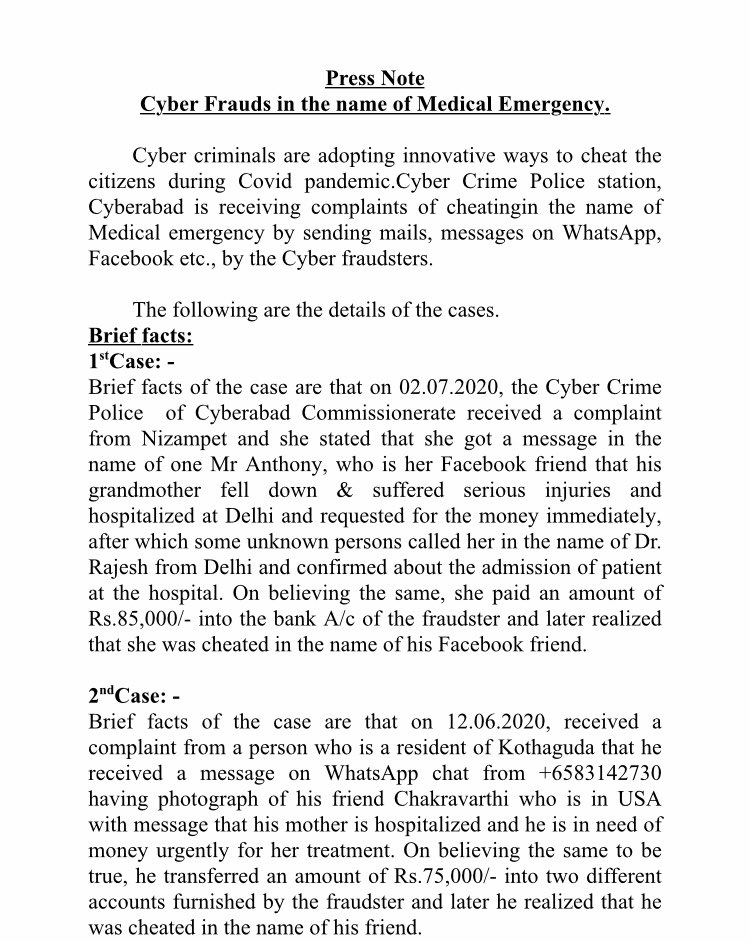 Press Note
Cyber Frauds in the name of Medical Emergency.
Cyber criminals are adopting innovative ways to cheat the
citizens during Covid pandemic.Cyber Crime Police station,
Cyberabad is receiving complaints of cheatingin the name of
Medical emergency by sending mails, messages on WhatsApp,
Facebook etc., by the Cyber fraudsters.
The following are the details of the cases.
Brief facts:
1stCase: -
Brief facts of the case are that on 02.07.2020, the Cyber Crime
Police of Cyberabad Commissionerate received a complaint
from Nizampet and she stated that she got a message in the
name of one Mr Anthony, who is her Facebook friend that his
grandmother fell down & suffered serious injuries and
hospitalized at Delhi and requested for the money immediately,
after which some unknown persons called her in the name of Dr.
Rajesh from Delhi and confirmed about the admission of patient
at the hospital. On believing the same, she paid an amount of
Rs.85,000/- into the bank A/c of the fraudster and later realized
that she was cheated in the name of his Facebook friend.
2ndCase: -
Brief facts of the case are that on 12.06.2020, received a
complaint from a person who is a resident of Kothaguda that he
received a message on WhatsApp chat from +6583142730
having photograph of his friend Chakravarthi who is in USA
with message that his mother is hospitalized and he is in need of
money urgently for her treatment. On believing the same to be
true, he transferred an amount of Rs.75,000/- into two different
accounts furnished by the fraudster and later he realized that he
was cheated in the name of his friend.